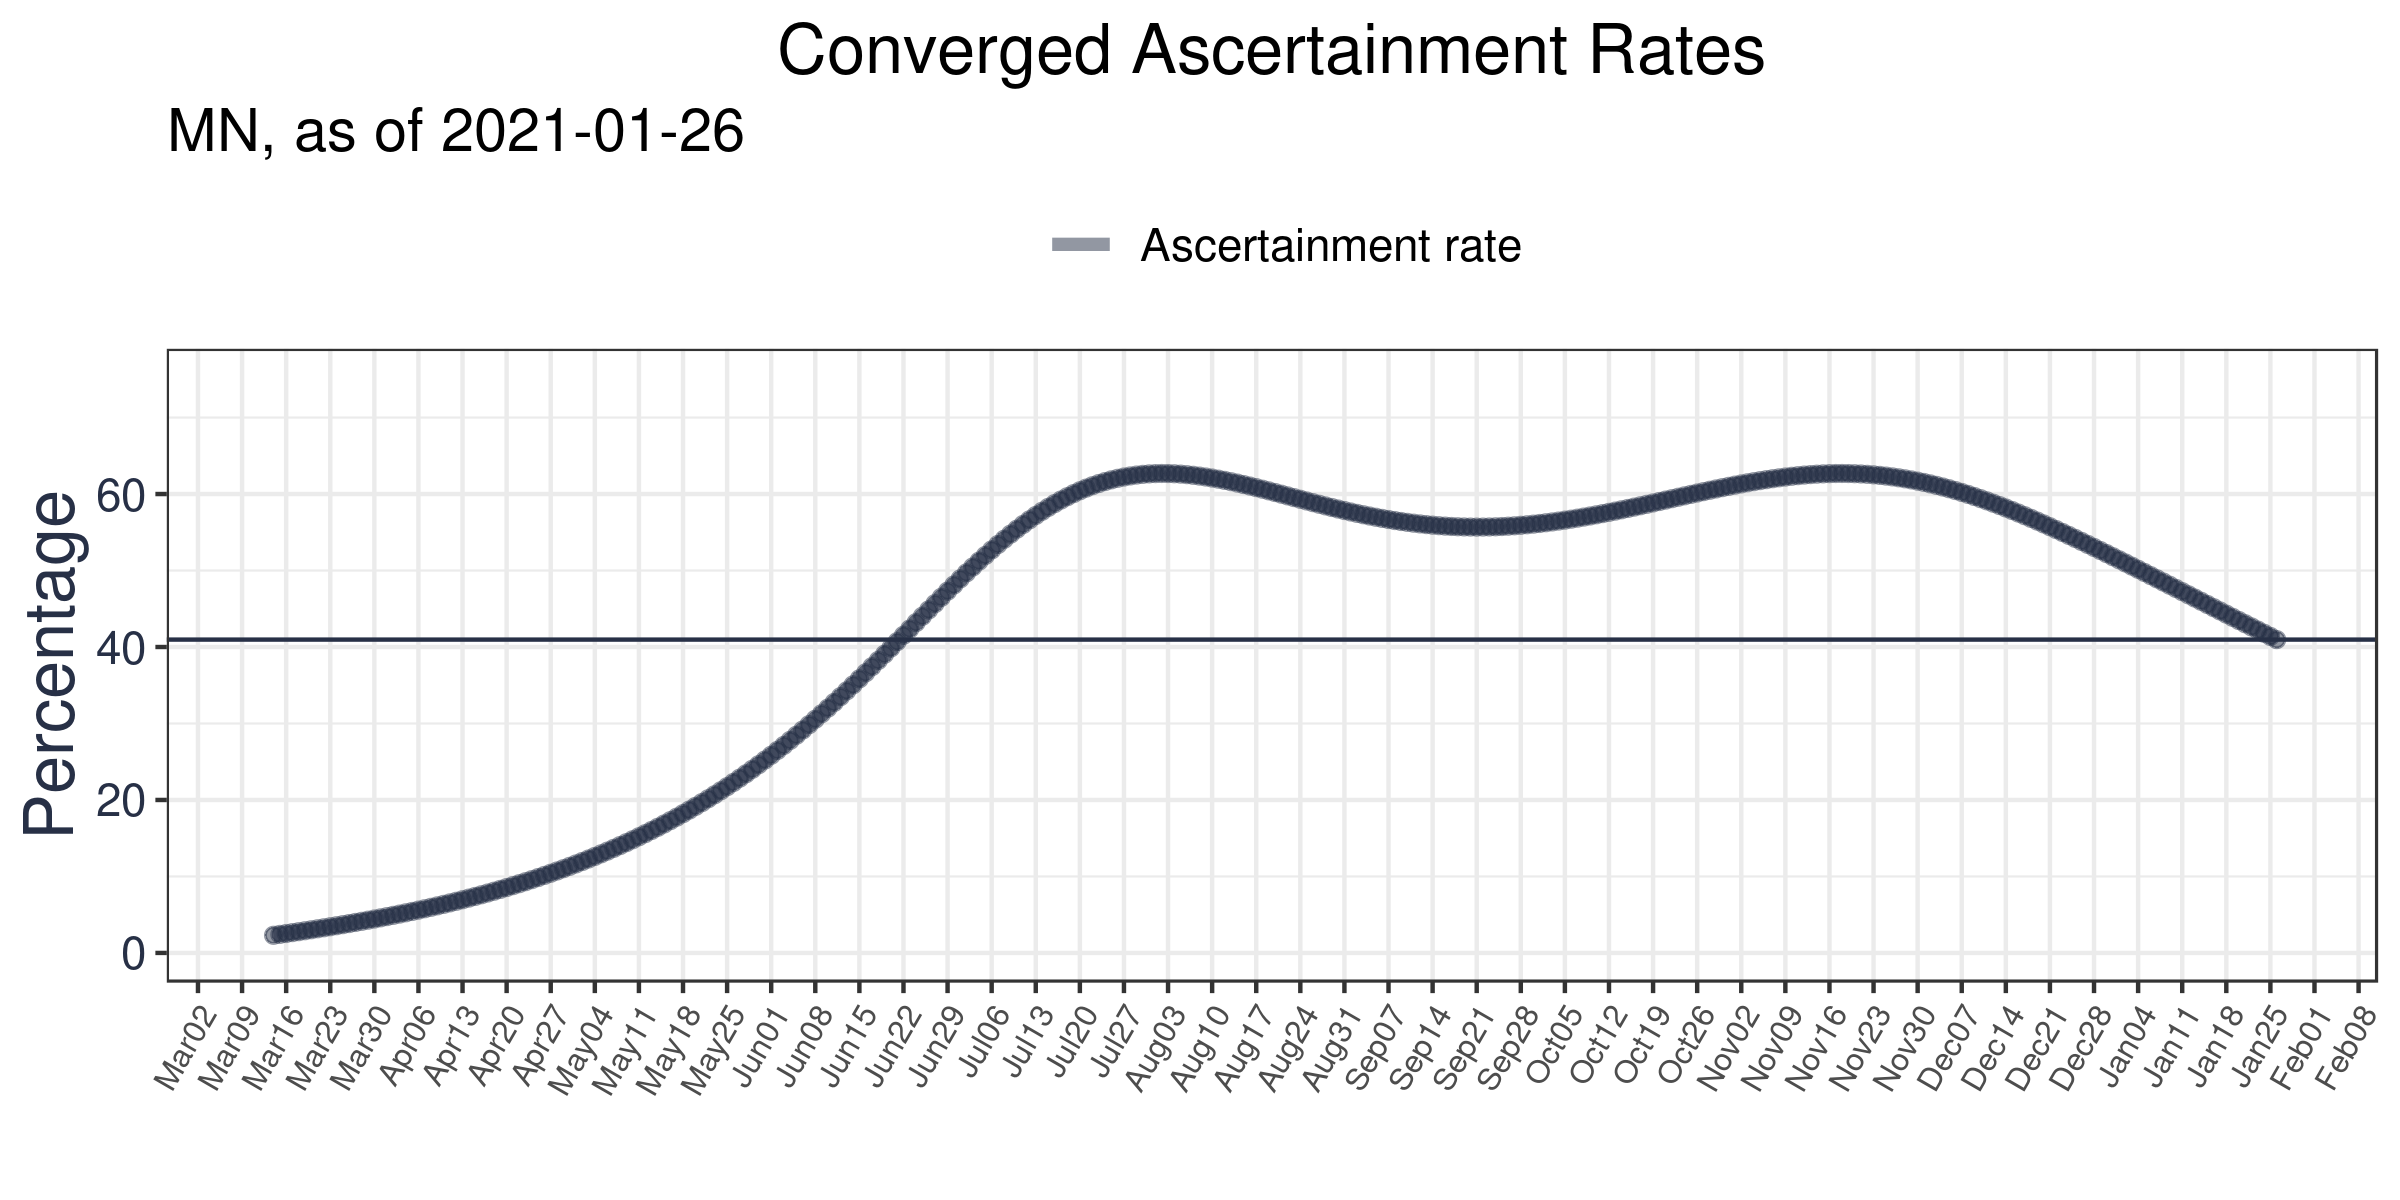 Converged Ascertainment Rates
MN, as of 2021-01-26
Ascertainment rate
Percentage
60
40
20
0
Mar02
Mar09
Mar16
Mar23
Mar30
Apr06
Apr13
Apr20
Apr27
May04
May11
May18
May25
Jun01
Jun08
Jun15
Jun22
Jun29
Jul06
Jul13
Jul20
Jul27
Aug03
Aug10
Aug17
Aug24
Aug31
Sep07
Sep14
Sep21
Sep28
Oct05
Oct12
Oct19
Oct26
Nov02
Nov09
Nov16
Nov23
Nov30
Dec07
Dec14
Dec21
Dec28
Jan04
Jan11
Jan18
Jan25
Feb01
Feb08